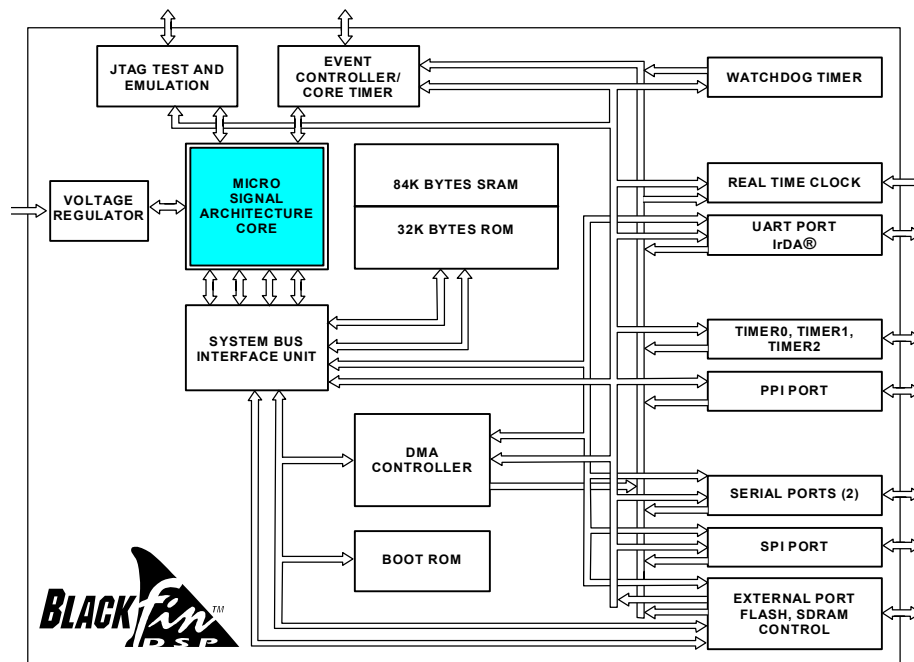 JTAG TEST AND
EMULATION
EVENT
CONTROLLER/
CORE TIMER
WATCHDOG TIMER
VOLTAGE
REGULATOR
MICRO
SIGNAL
ARCHITECTURE
CORE
84K BYTES SRAM
32K BYTES ROM
REAL TIME CLOCK
UART PORT
IrDA®
SYSTEM BUS
INTERFACE UNIT
TIMER0, TIMER1,
TIMER2
PPI PORT
DMA
CONTROLLER
SERIAL PORTS (2)
BOOT ROM
SPI PORT
EXTERNAL PORT
FLASH, SDRAM
CONTROL
BLACKfin™
DSP